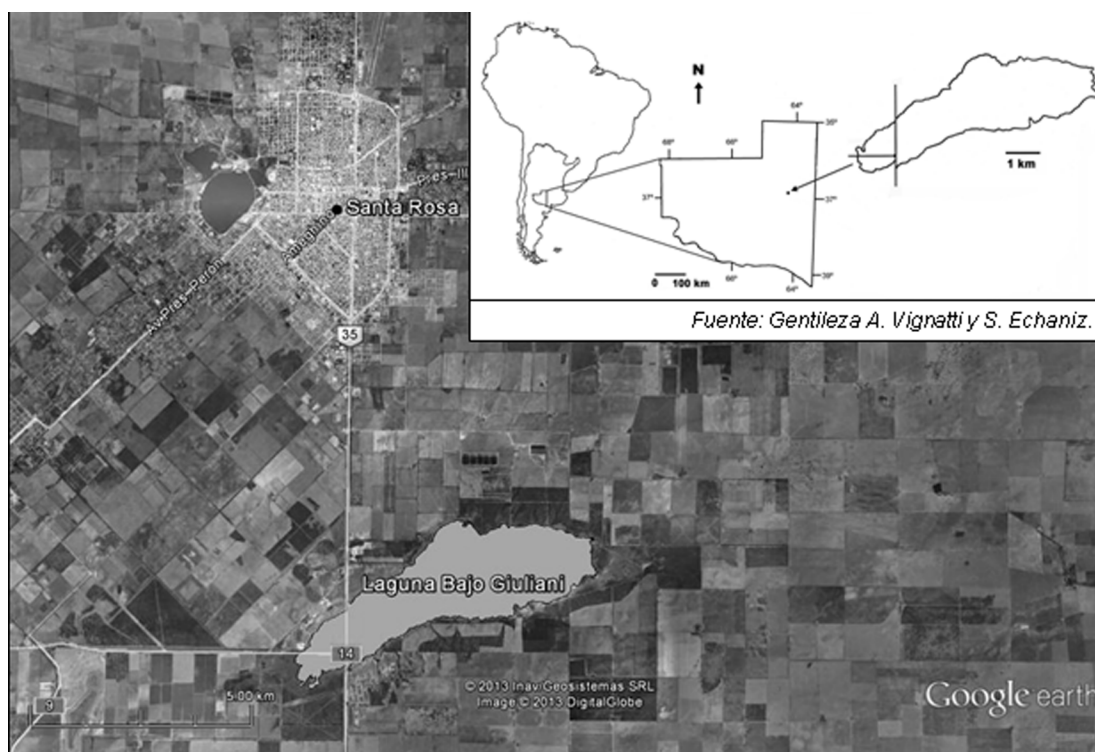 N
64°
36°
68°
66°
1 km
37°
37°
66°
64°
39°
0 100 km
Fuente: Gentileza A. Vignatti y S. Echaniz.
Pres-Ill
Santa Rosa
Ameghino
Av-Pres-Perón
35
Laguna Bajo Giuliani
14
5.00 km
9
© 2013 Inav/Geosistemas SRL
Image © 2013 DigitalGlobe
Google earth